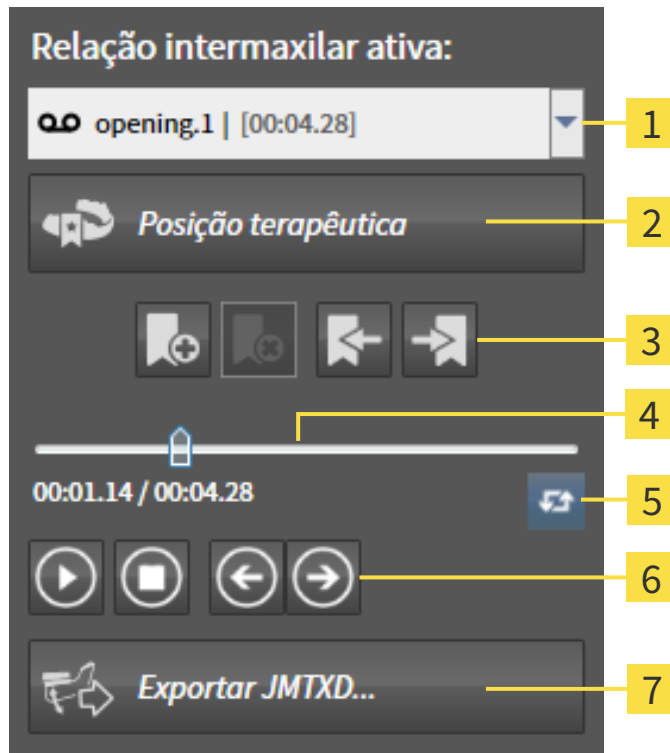 Relação intermaxilar ativa:
opening.1 | [00:04.28]
1
Posição terapêutica
2
3
4
00:01.14 / 00:04.28
5
6
Exportar JMTXD...
7